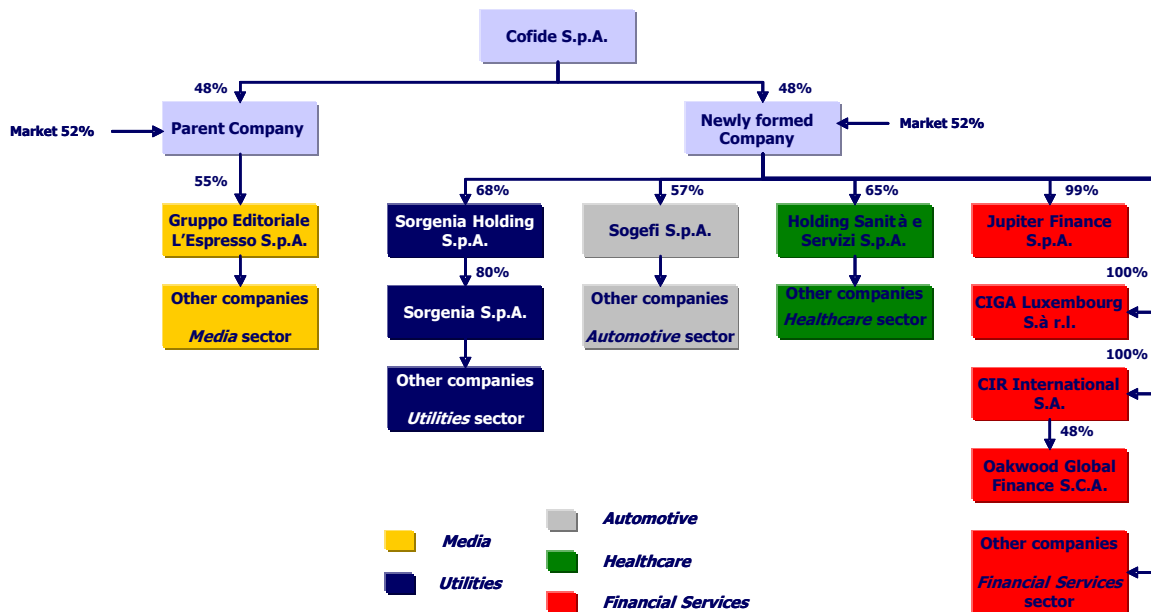 Cofide S.p.A.
48%
48%
Market 52%
Parent Company
Newly formed
Company
Market 52%
55%
68%
57%
65%
99%
Gruppo Editoriale
L'Espresso S.p.A.
Sorgenia Holding
S.p.A.
Sogefi S.p.A.
Holding Sanità e
Servizi S.p.A.
Jupiter Finance
S.p.A.
80%
100%
Other companies
Media sector
Sorgenia S.p.A.
Other companies
Automotive sector
Other companies
Healthcare sector
CIGA Luxembourg
S.à r.l.
100%
Other companies
Utilities sector
CIR International
S.A.
48%
Oakwood Global
Finance S.C.A.
Other companies
Financial Services
sector
Media
Utilities
Automotive
Healthcare
Financial Services